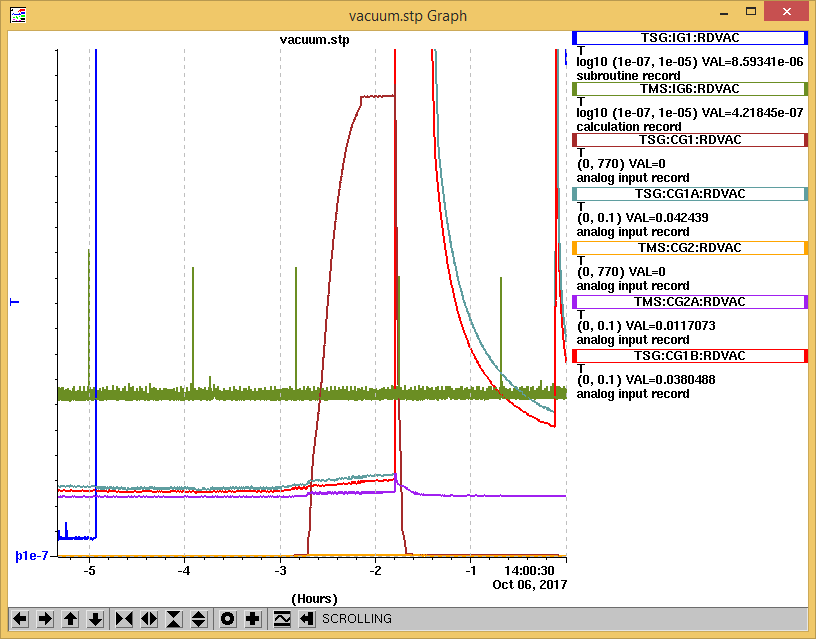 vacuum.stp Graph
vacuum.stp
T
þ1e-7
-5
-4
-3
-2
-1
14:00:30
Oct 06, 2017
(Hours)
TSG:IG1:RDVAC
T
log10 (1e-07, 1e-05) VAL=8.59341e-06
subroutine record
TMS:IG6:RDVAC
T
log10 (1e-07, 1e-05) VAL=4.21845e-07
calculation record
TSG:CG1:RDVAC
T
(0, 770) VAL=0
analog input record
TSG:CG1A:RDVAC
T
(0, 0.1) VAL=0.042439
analog input record
TMS:CG2:RDVAC
T
(0, 770) VAL=0
analog input record
TMS:CG2A:RDVAC
T
(0, 0.1) VAL=0.0117073
analog input record
TSG:CG1B:RDVAC
T
(0, 0.1) VAL=0.0380488
analog input record
SCROLLING